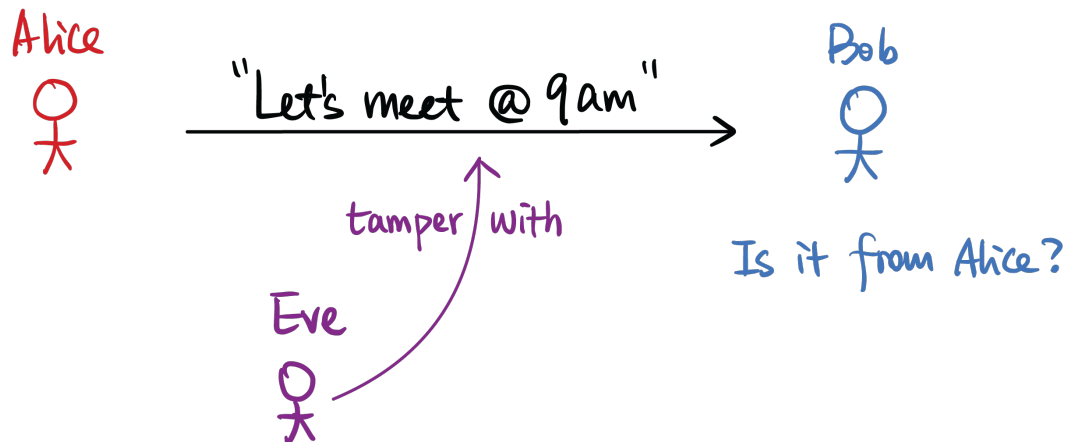 Alice
Bob
"Let's meet @ 9am"
tamper with
Is it from Alice?
Eve